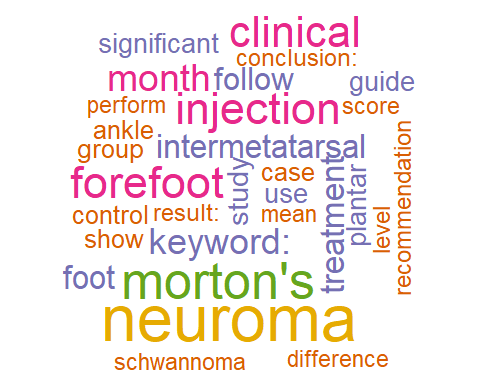 significant clinical
conclusion:
month follow guide
perform injection score
ankle
group intermetatarsal
forefoot study case use treatment plantar level recommendation
control result: mean
show keyword:
foot morton's
neuroma
schwannoma difference